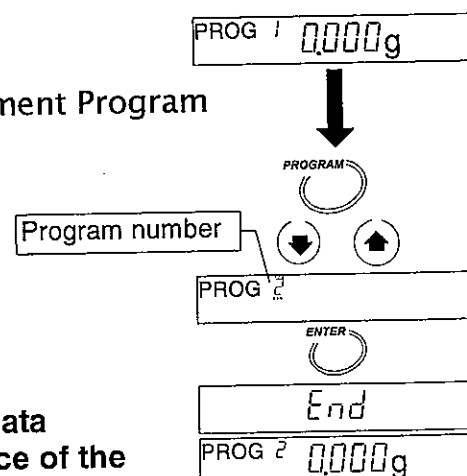 PROG 1 0.000g
ment Program
PROGRAM
Program number
PROG 2
ENTER
End
ata
PROG 2 0.000g
ce of the